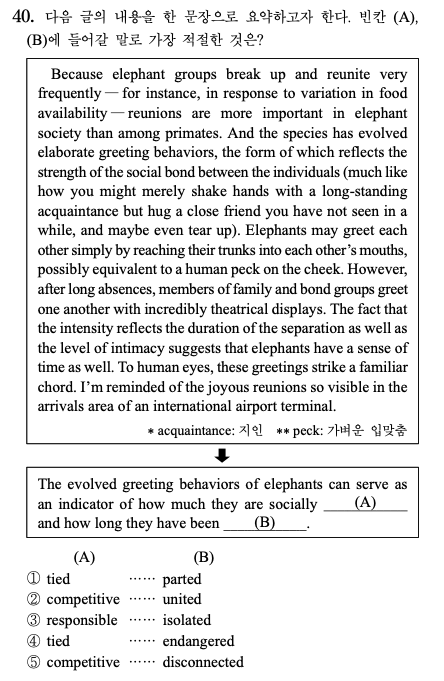 40. 다음 글의 내용을 한 문장으로 요약하고자 한다. 빈칸 (A),
(B)에 들어갈 말로 가장 적절한 것은?
Because elephant groups break up and reunite very
frequently — for instance, in response to variation in food
availability — reunions are more important in elephant
society than among primates. And the species has evolved
elaborate greeting behaviors, the form of which reflects the
strength of the social bond between the individuals (much like
how you might merely shake hands with a long-standing
acquaintance but hug a close friend you have not seen in a
while, and maybe even tear up). Elephants may greet each
other simply by reaching their trunks into each other's mouths,
possibly equivalent to a human peck on the cheek. However,
after long absences, members of family and bond groups greet
one another with incredibly theatrical displays. The fact that
the intensity reflects the duration of the separation as well as
the level of intimacy suggests that elephants have a sense of
time as well. To human eyes, these greetings strike a familiar
chord. I'm reminded of the joyous reunions so visible in the
arrivals area of an international airport terminal.
* acquaintance: 지인 ** peck: 가벼운 입맞춤
The evolved greeting behaviors of elephants can serve as
an indicator of how much they are socially (A)
and how long they have been (B).
(A) (B)
① tied …… parted
② competitive …… united
③ responsible …… isolated
④ tied …… endangered
⑤ competitive …… disconnected